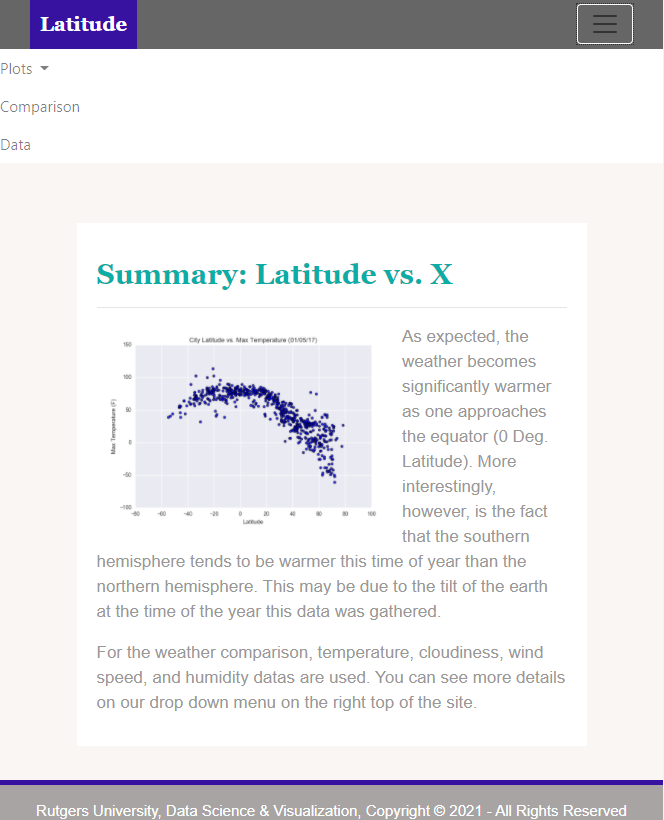 Latitude
Plots
Comparison
Data
Summary: Latitude vs. X
City Latitude vs. Max Temperature (01/05/17)
150
100
50
0
−50
−100
Max Temperature (F)
−80 −60 −40 −20 0 20 40 60 80 100
Latitude
As expected, the
weather becomes
significantly warmer
as one approaches
the equator (0 Deg.
Latitude). More
interestingly,
however, is the fact
that the southern
hemisphere tends to be warmer this time of year than the
northern hemisphere. This may be due to the tilt of the earth
at the time of the year this data was gathered.
For the weather comparison, temperature, cloudiness, wind
speed, and humidity datas are used. You can see more details
on our drop down menu on the right top of the site.
Rutgers University, Data Science & Visualization, Copyright © 2021 - All Rights Reserved